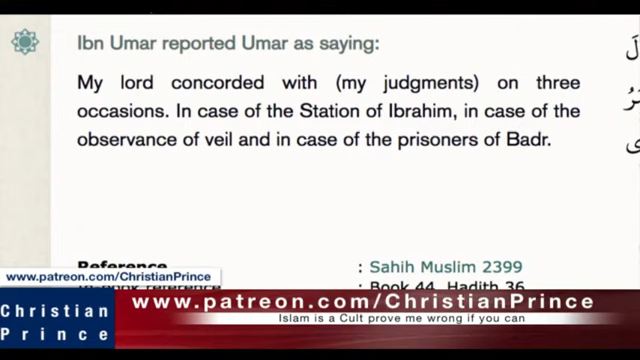 Ibn Umar reported Umar as saying:
My lord concorded with (my judgments) on three
occasions. In case of the Station of Ibrahim, in case of the
observance of veil and in case of the prisoners of Badr.
Reference : Sahih Muslim 2399
In-book reference : Book 44, Hadith 36
www.patreon.com/ChristianPrince
www.patreon.com/ChristianPrince
Christian
Prince
Islam is a Cult prove me wrong if you can